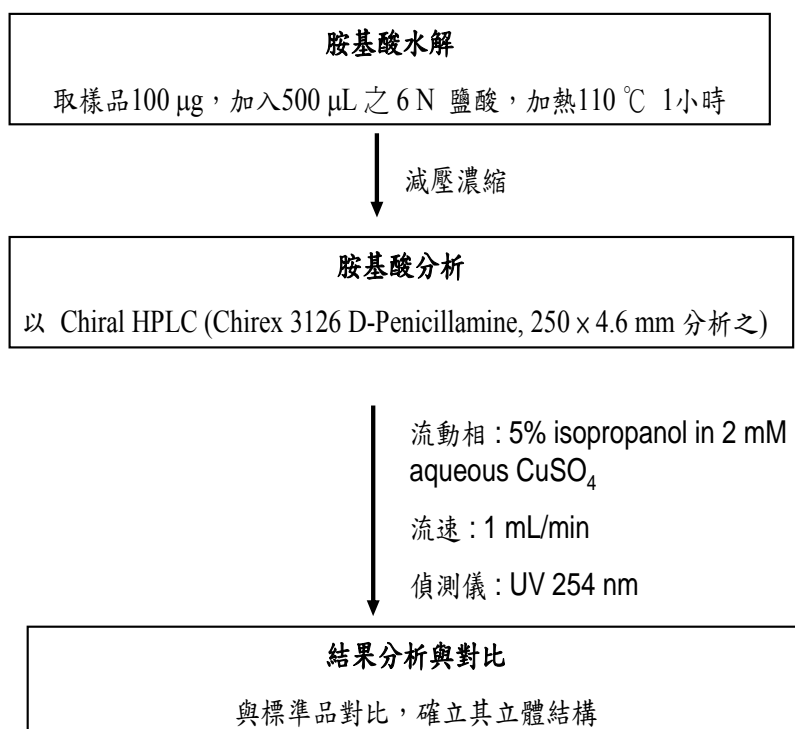 胺基酸水解
取樣品100 μg，加入500 μL 之 6 N 鹽酸，加熱110 ℃ 1小時
減壓濃縮
胺基酸分析
以 Chiral HPLC (Chirex 3126 D-Penicillamine, 250 x 4.6 mm 分析之)
流動相 : 5% isopropanol in 2 mM
aqueous CuSO₄
流速 : 1 mL/min
偵測儀 : UV 254 nm
結果分析與對比
與標準品對比，確立其立體結構